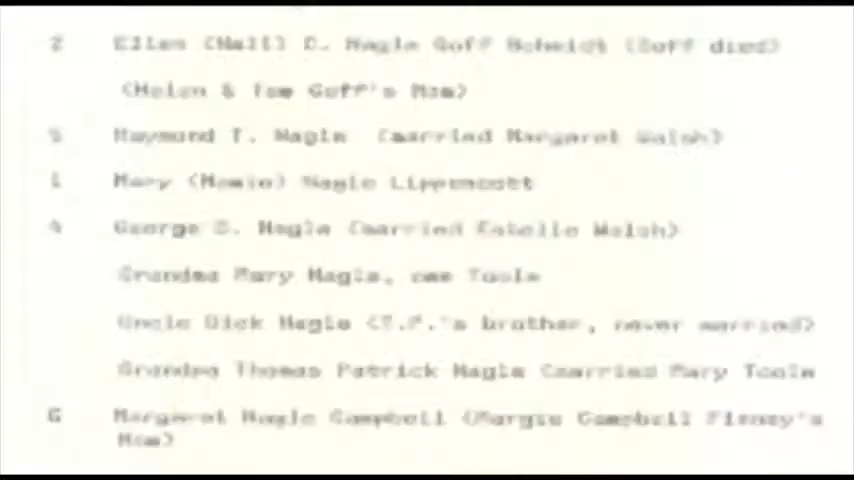 2 Ellen (Nell) C. Nagle Goff Schmidt (Goff died)
(Helen & Tom Goff's Mom)
5 Raymond T. Nagle (married Margaret Walsh)
1 Mary (Mamie) Nagle Lippencott
4 George S. Nagle (married Estelle Walsh)
Grandma Mary Nagle, nee Toole
Uncle Dick Nagle (T.P.'s brother, never married)
Grandpa Thomas Patrick Nagle (married Mary Toole
6 Margaret Nagle Campbell (Margie Campbell
Mom)